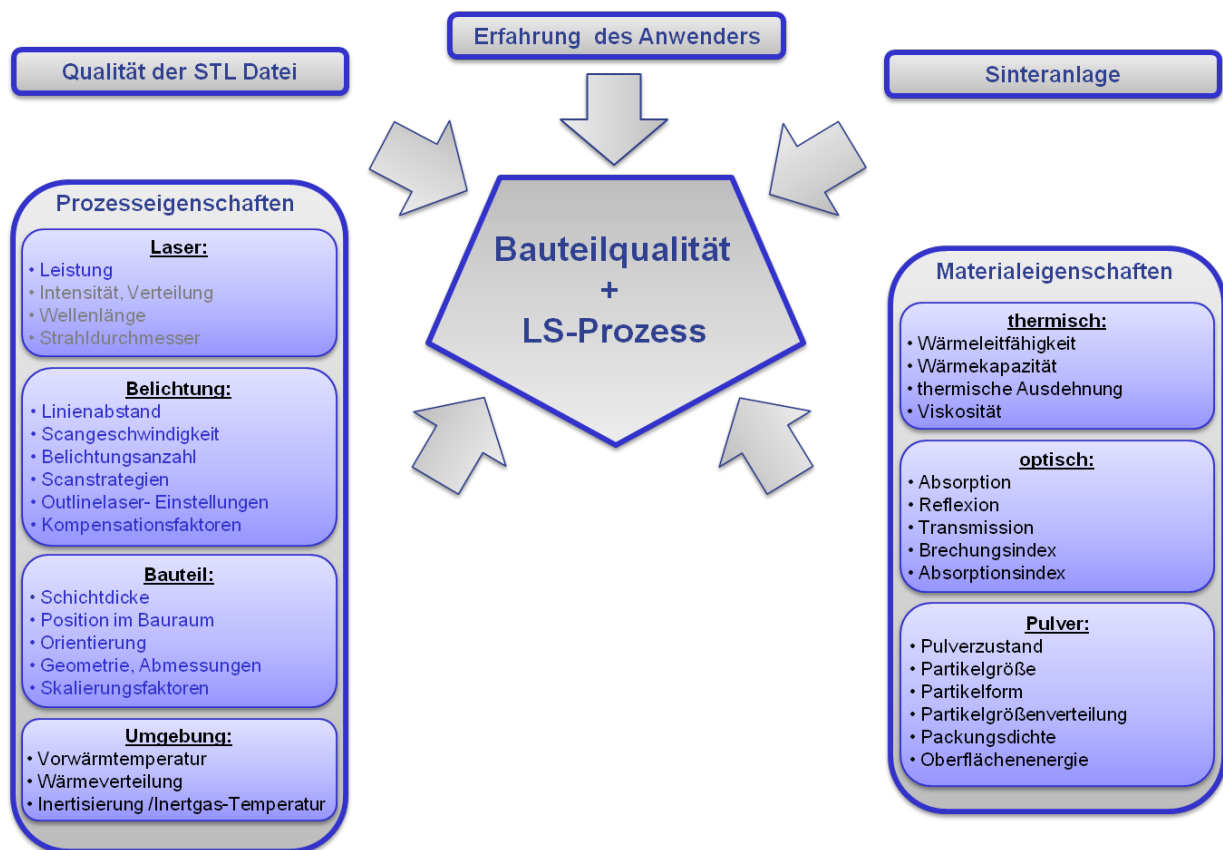 Erfahrung des Anwenders
Qualität der STL Datei
Sinteranlage
Bauteilqualität
+
LS-Prozess
Prozesseigenschaften
Laser:
• Leistung
• Intensität, Verteilung
• Wellenlänge
• Strahldurchmesser
Belichtung:
• Linienabstand
• Scangeschwindigkeit
• Belichtungsanzahl
• Scanstrategien
• Outlinelaser- Einstellungen
• Kompensationsfaktoren
Bauteil:
• Schichtdicke
• Position im Bauraum
• Orientierung
• Geometrie, Abmessungen
• Skalierungsfaktoren
Umgebung:
• Vorwärmtemperatur
• Wärmeverteilung
• Inertisierung /Inertgas-Temperatur
Materialeigenschaften
thermisch:
• Wärmeleitfähigkeit
• Wärmekapazität
• thermische Ausdehnung
• Viskosität
optisch:
• Absorption
• Reflexion
• Transmission
• Brechungsindex
• Absorptionsindex
Pulver:
• Pulverzustand
• Partikelgröße
• Partikelform
• Partikelgrößenverteilung
• Packungsdichte
• Oberflächenenergie